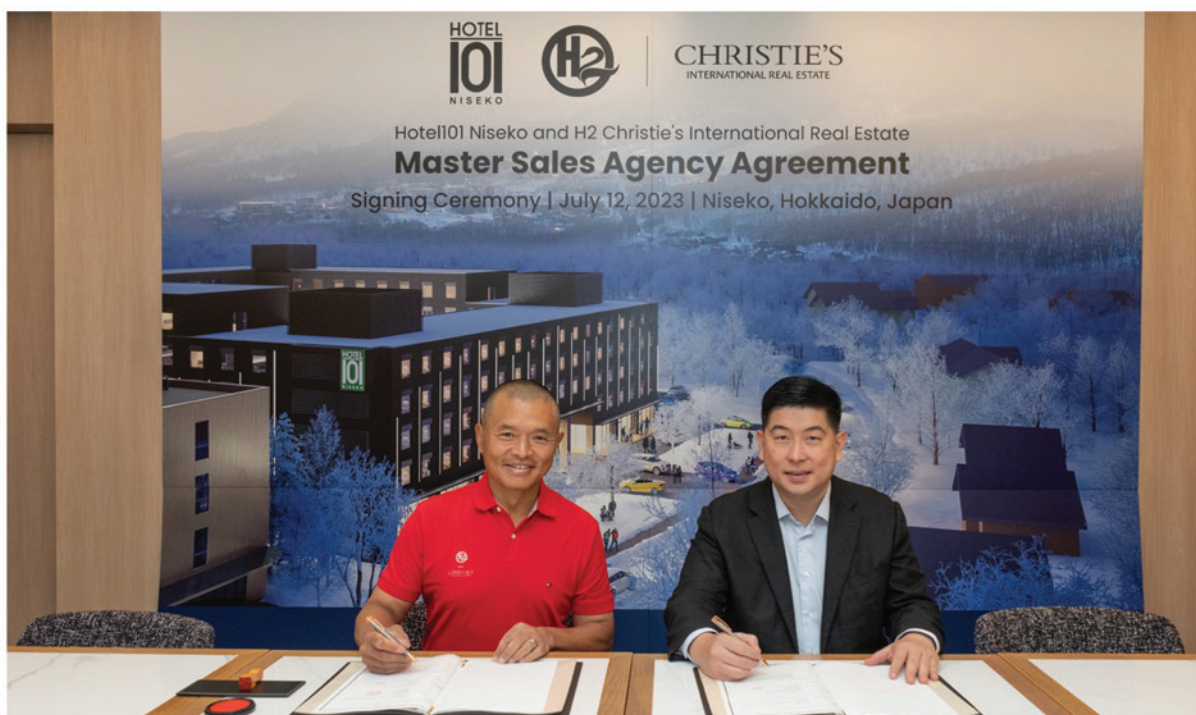 HOTEL
101
NISEKO
H2
CHRISTIE'S
INTERNATIONAL REAL ESTATE
Hotel101 Niseko and H2 Christie's International Real Estate
Master Sales Agency Agreement
Signing Ceremony | July 12, 2023 | Niseko, Hokkaido, Japan
HOTEL
101
NISEKO